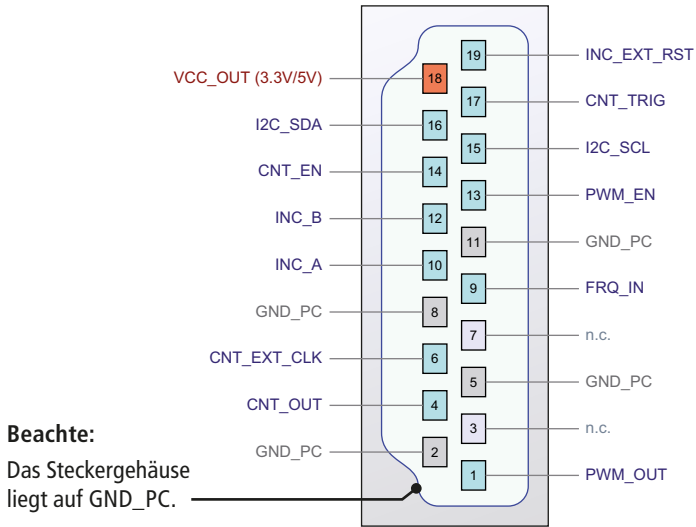 19 INC_EXT_RST
VCC_OUT (3.3V/5V) 18
17 CNT_TRIG
I2C_SDA 16
15 I2C_SCL
CNT_EN 14
13 PWM_EN
INC_B 12
11 GND_PC
INC_A 10
9 FRQ_IN
GND_PC 8
7 n.c.
CNT_EXT_CLK 6
5 GND_PC
CNT_OUT 4
3 n.c.
GND_PC 2
1 PWM_OUT
Beachte:
Das Steckergehäuse
liegt auf GND_PC.